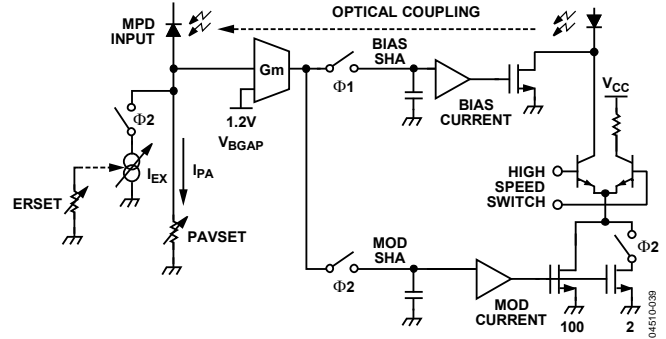 MPD
INPUT
OPTICAL COUPLING
Gm
1.2V
VBGAP
Φ1
BIAS
SHA
BIAS
CURRENT
VCC
Φ2
IEX
IPA
ERSET
PAVSET
HIGH
SPEED
SWITCH
Φ2
MOD
SHA
MOD
CURRENT
Φ2
100
2
04510-039